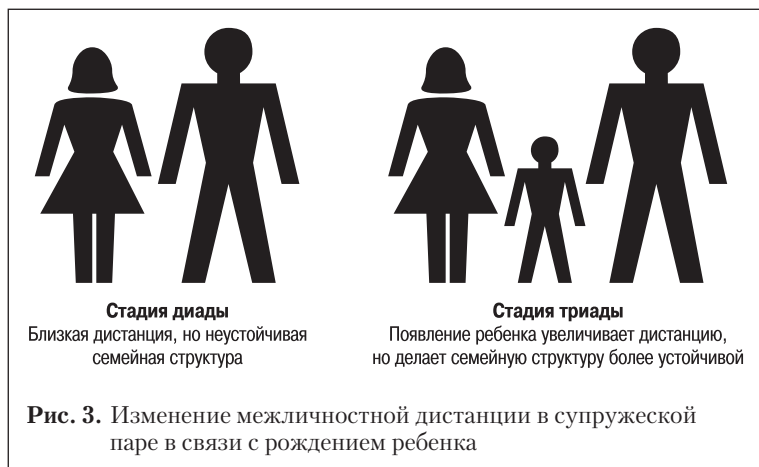 Стадия диады
Близкая дистанция, но неустойчивая
семейная структура
Стадия триады
Появление ребенка увеличивает дистанцию,
но делает семейную структуру более устойчивой
Рис. 3. Изменение межличностной дистанции в супружеской
паре в связи с рождением ребенка